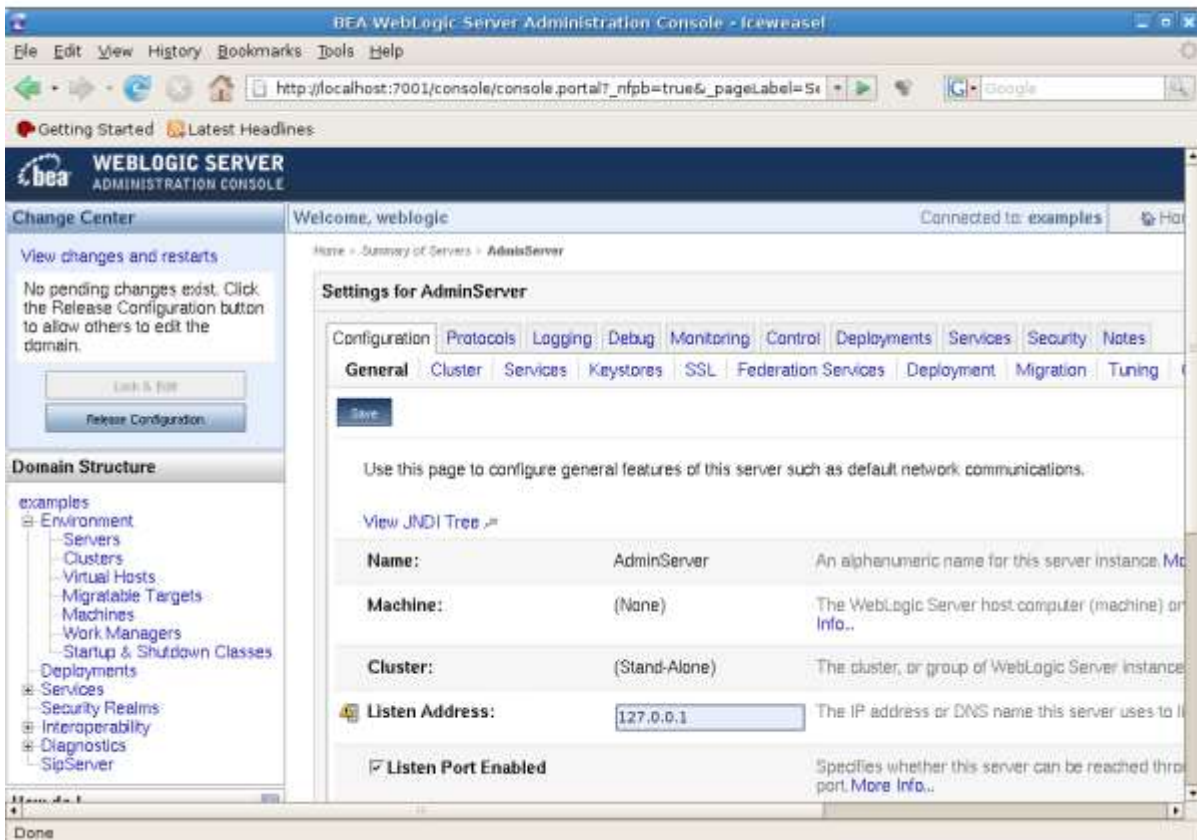 BEA WebLogic Server Administration Console - Iceweasel
File Edit View History Bookmarks Tools Help
http://localhost:7001/console/console.portal?_nfpb=true&_pageLabel=Se
Google
Getting Started Latest Headlines
bea WEBLOGIC SERVER
ADMINISTRATION CONSOLE
Change Center
View changes and restarts
No pending changes exist. Click
the Release Configuration button
to allow others to edit the
domain.
Lock & Edit
Release Configuration
Domain Structure
examples
Environment
Servers
Clusters
Virtual Hosts
Migratable Targets
Machines
Work Managers
Startup & Shutdown Classes
Deployments
Services
Security Realms
Interoperability
Diagnostics
SipServer
Welcome, weblogic
Connected to: examples
Home > Summary of Servers > AdminServer
Settings for AdminServer
Configuration Protocols Logging Debug Monitoring Control Deployments Services Security Notes
General Cluster Services Keystores SSL Federation Services Deployment Migration Tuning
Save
Use this page to configure general features of this server such as default network communications.
View JNDI Tree
Name: AdminServer An alphanumeric name for this server instance.
Machine: (None) The WebLogic Server host computer (machine)
Info...
Cluster: (Stand-Alone) The cluster, or group of WebLogic Server
Listen Address: 127.0.0.1 The IP address or DNS name this server uses to
Listen Port Enabled Specifies whether this server can be reached
port. More Info...
Done